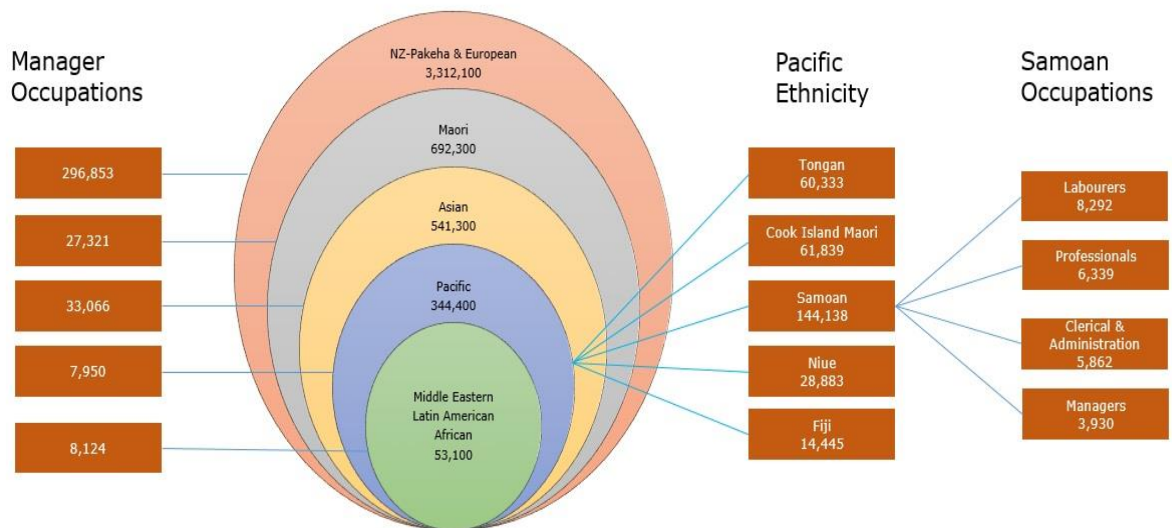 Manager
Occupations
296,853
27,321
33,066
7,950
8,124
NZ-Pakeha & European
3,312,100
Maori
692,300
Asian
541,300
Pacific
344,400
Middle Eastern
Latin American
African
53,100
Pacific
Ethnicity
Tongan
60,333
Cook Island Maori
61,839
Samoan
144,138
Niue
28,883
Fiji
14,445
Samoan
Occupations
Labourers
8,292
Professionals
6,339
Clerical &
Administration
5,862
Managers
3,930